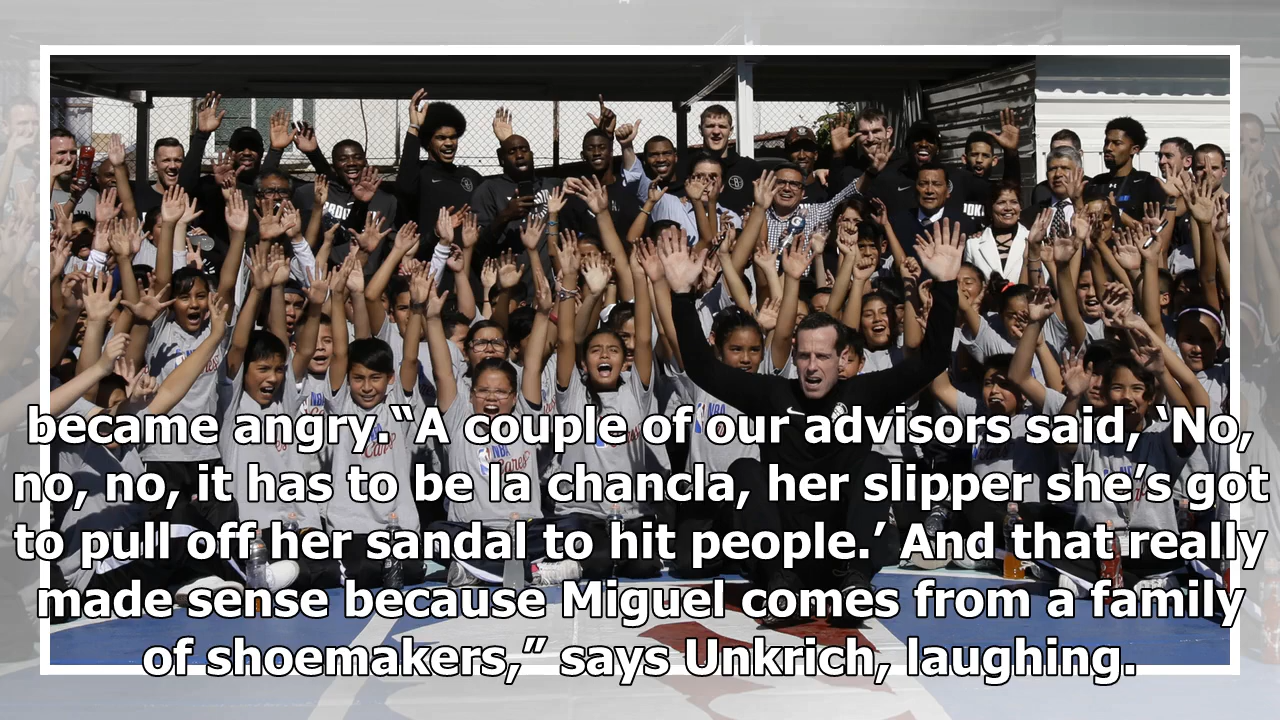 became angry.“A couple of our advisors said, ‘No,
no, no, it has to be la chancla, her slipper she’s got
to pull off her sandal to hit people.’ And that really
made sense because Miguel comes from a family
of shoemakers,” says Unkrich, laughing.
NBA
Cares